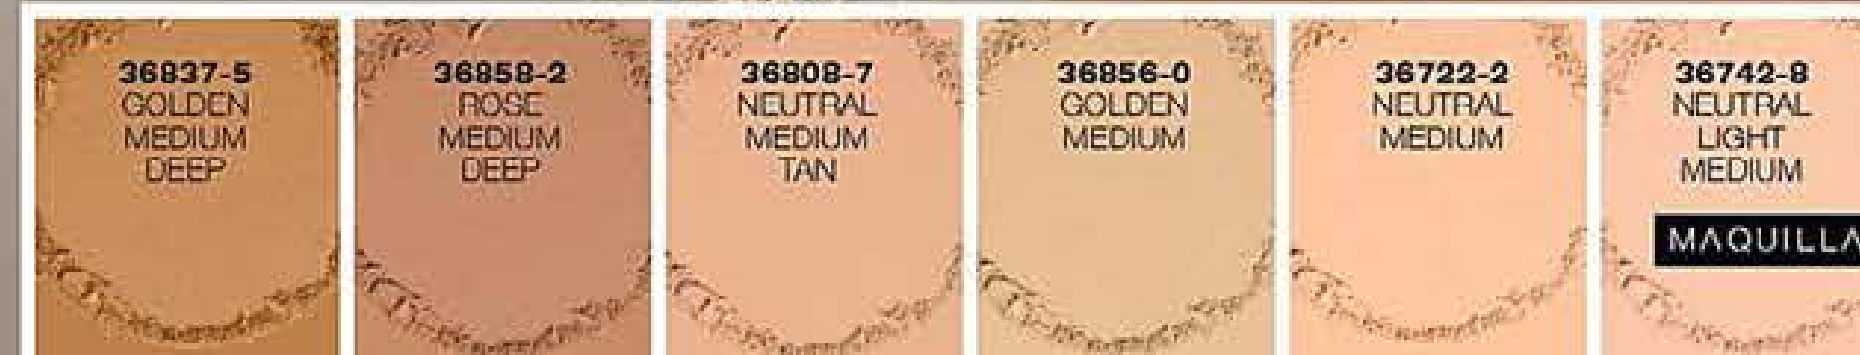 36837-5
GOLDEN
MEDIUM
DEEP
36858-2
ROSE
MEDIUM
DEEP
36808-7
NEUTRAL
MEDIUM
TAN
36856-0
GOLDEN
MEDIUM
36722-2
NEUTRAL
MEDIUM
36742-8
NEUTRAL
LIGHT
MEDIUM
MAQUILLA